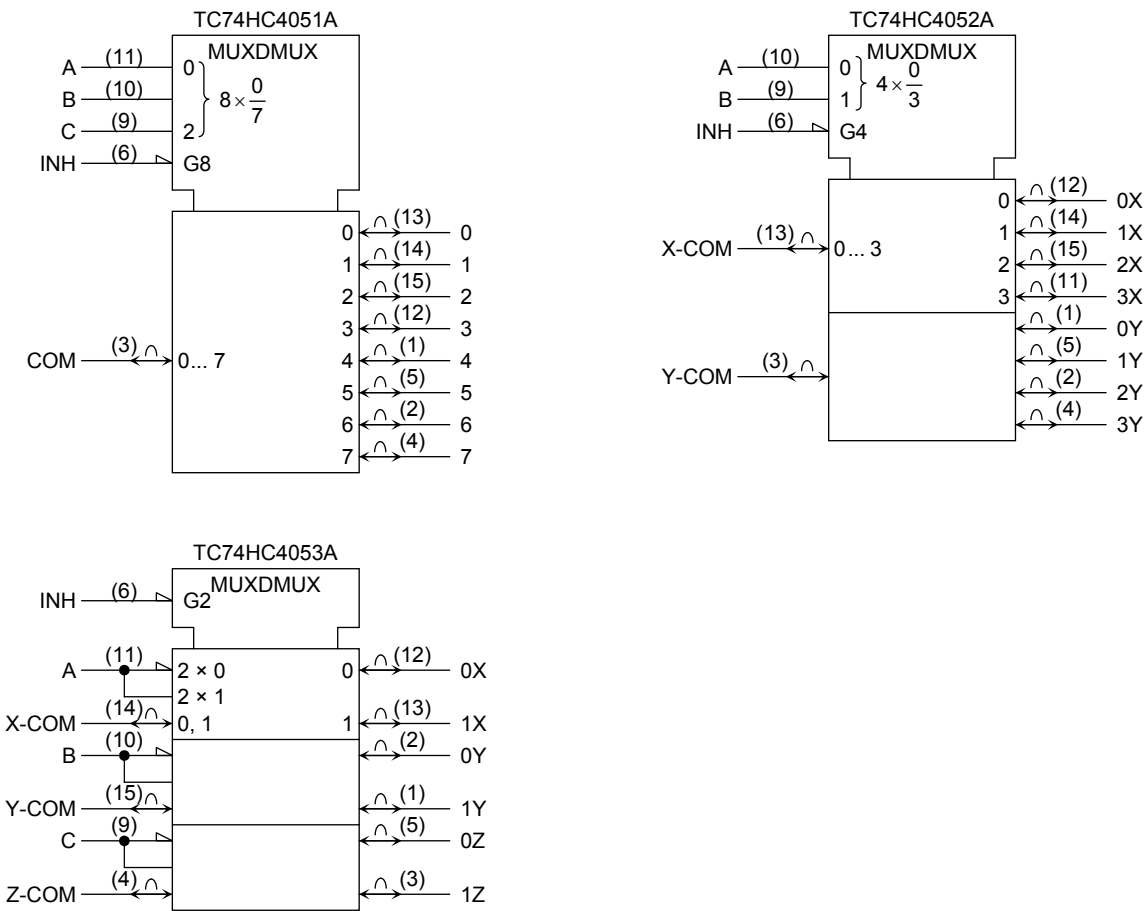 TC74HC4051A
MUXDMUX
A (11) 0
B (10) 8 × 0/7
C (9) 2
INH (6) G8
0 (13) 0
1 (14) 1
2 (15) 2
3 (12) 3
COM (3) 0... 7 4 (1) 4
5 (5) 5
6 (2) 6
7 (4) 7
TC74HC4052A
MUXDMUX
A (10) 0 4 × 0/3
B (9) 1
INH (6) G4
0 (12) 0X
1 (14) 1X
X-COM (13) 0... 3
2 (15) 2X
3 (11) 3X
(1) 0Y
(5) 1Y
Y-COM (3)
(2) 2Y
(4) 3Y
TC74HC4053A
MUXDMUX
INH (6) G2
A (11) 2 × 0 0 (12) 0X
2 × 1
X-COM (14) 0, 1 1 (13) 1X
B (10) (2) 0Y
Y-COM (15) (1) 1Y
C (9) (5) 0Z
Z-COM (4) (3) 1Z